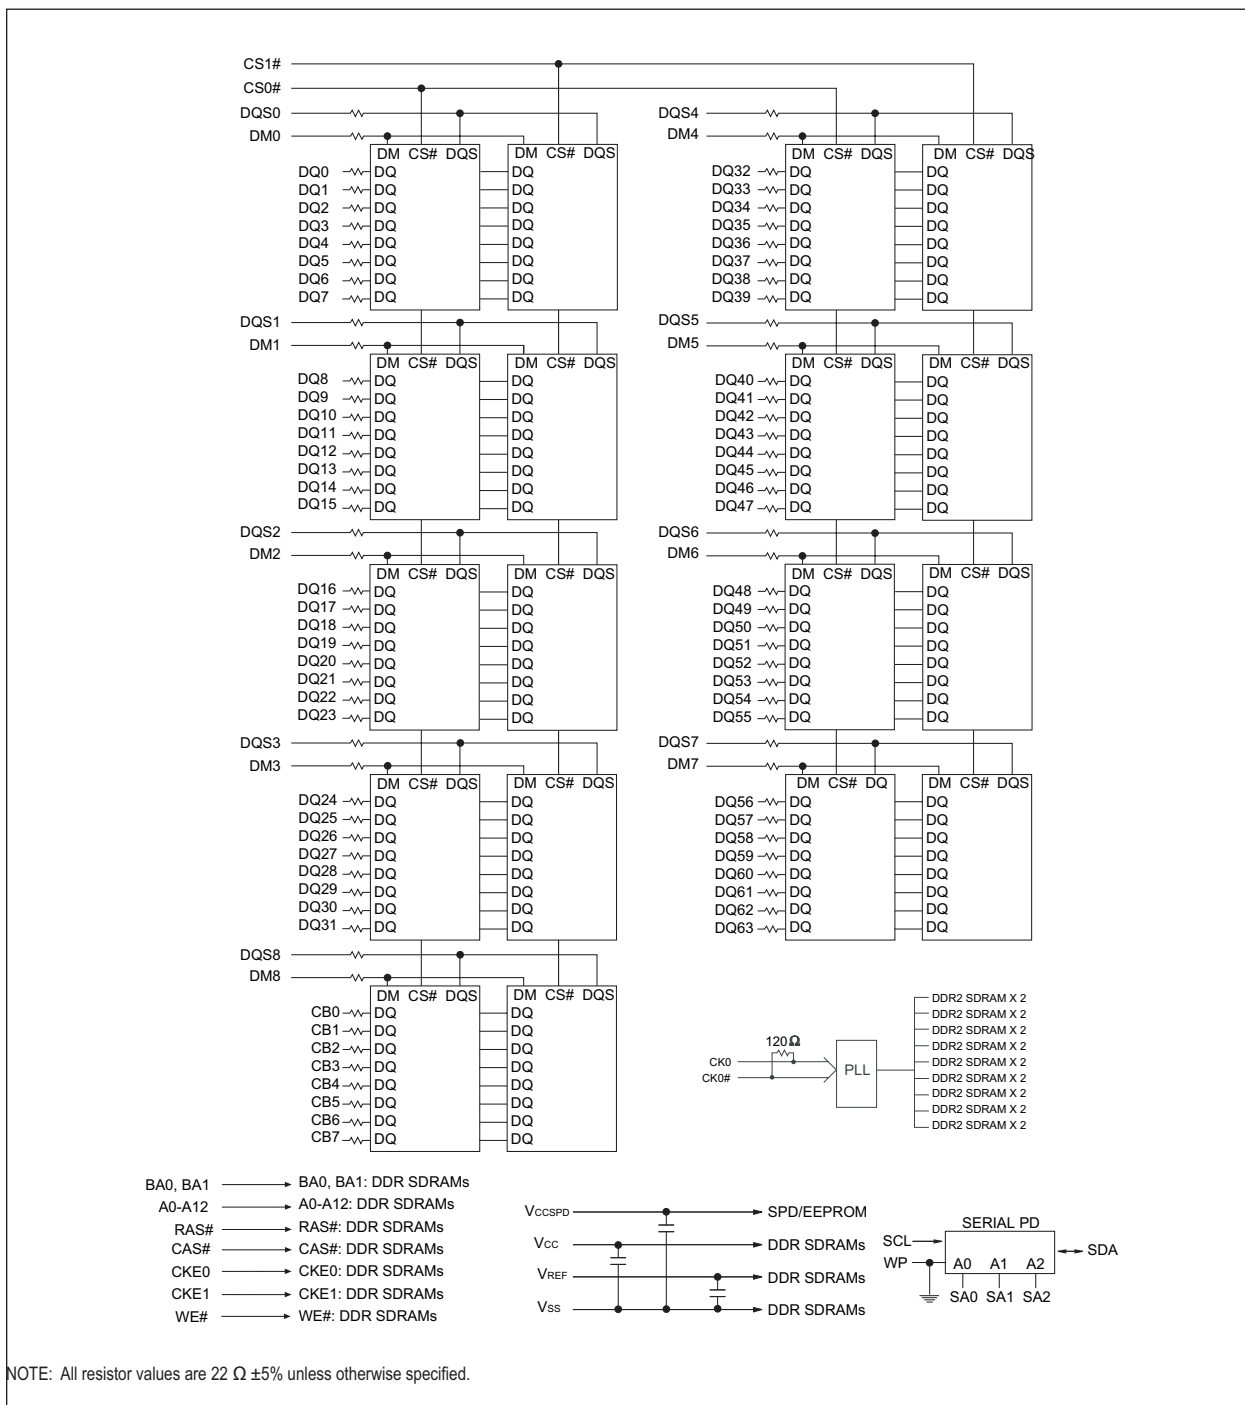 CS1#
CS0#
DQS0
DM0
DM CS# DQS DM CS# DQS
DQ0 DQ DQ
DQ1 DQ DQ
DQ2 DQ DQ
DQ3 DQ DQ
DQ4 DQ DQ
DQ5 DQ DQ
DQ6 DQ DQ
DQ7 DQ DQ
DQS1
DM1
DM CS# DQS DM CS# DQS
DQ8 DQ DQ
DQ9 DQ DQ
DQ10 DQ DQ
DQ11 DQ DQ
DQ12 DQ DQ
DQ13 DQ DQ
DQ14 DQ DQ
DQ15 DQ DQ
DQS2
DM2
DM CS# DQS DM CS# DQS
DQ16 DQ DQ
DQ17 DQ DQ
DQ18 DQ DQ
DQ19 DQ DQ
DQ20 DQ DQ
DQ21 DQ DQ
DQ22 DQ DQ
DQ23 DQ DQ
DQS3
DM3
DM CS# DQS DM CS# DQS
DQ24 DQ DQ
DQ25 DQ DQ
DQ26 DQ DQ
DQ27 DQ DQ
DQ28 DQ DQ
DQ29 DQ DQ
DQ30 DQ DQ
DQ31 DQ DQ
DQS8
DM8
DM CS# DQS DM CS# DQS
CB0 DQ DQ
CB1 DQ DQ
CB2 DQ DQ
CB3 DQ DQ
CB4 DQ DQ
CB5 DQ DQ
CB6 DQ DQ
CB7 DQ DQ
DQS4
DM4
DM CS# DQS DM CS# DQS
DQ32 DQ DQ
DQ33 DQ DQ
DQ34 DQ DQ
DQ35 DQ DQ
DQ36 DQ DQ
DQ37 DQ DQ
DQ38 DQ DQ
DQ39 DQ DQ
DQS5
DM5
DM CS# DQS DM CS# DQS
DQ40 DQ DQ
DQ41 DQ DQ
DQ42 DQ DQ
DQ43 DQ DQ
DQ44 DQ DQ
DQ45 DQ DQ
DQ46 DQ DQ
DQ47 DQ DQ
DQS6
DM6
DM CS# DQS DM CS# DQS
DQ48 DQ DQ
DQ49 DQ DQ
DQ50 DQ DQ
DQ51 DQ DQ
DQ52 DQ DQ
DQ53 DQ DQ
DQ54 DQ DQ
DQ55 DQ DQ
DQS7
DM7
DM CS# DQ DM CS# DQS
DQ56 DQ DQ
DQ57 DQ DQ
DQ58 DQ DQ
DQ59 DQ DQ
DQ60 DQ DQ
DQ61 DQ DQ
DQ62 DQ DQ
DQ63 DQ DQ
120Ω
CK0
CK0#
PLL
DDR2 SDRAM X 2
DDR2 SDRAM X 2
DDR2 SDRAM X 2
DDR2 SDRAM X 2
DDR2 SDRAM X 2
DDR2 SDRAM X 2
DDR2 SDRAM X 2
DDR2 SDRAM X 2
DDR2 SDRAM X 2
BA0, BA1 BA0, BA1: DDR SDRAMs
A0-A12 A0-A12: DDR SDRAMs
RAS# RAS#: DDR SDRAMs
CAS# CAS#: DDR SDRAMs
CKE0 CKE0: DDR SDRAMs
CKE1 CKE1: DDR SDRAMs
WE# WE#: DDR SDRAMs
VCCSPD SPD/EEPROM
VCC DDR SDRAMs
VREF DDR SDRAMs
VSS DDR SDRAMs
SERIAL PD
SCL
SDA
WP
A0 A1 A2
SA0 SA1 SA2
NOTE: All resistor values are 22 Ω ±5% unless otherwise specified.